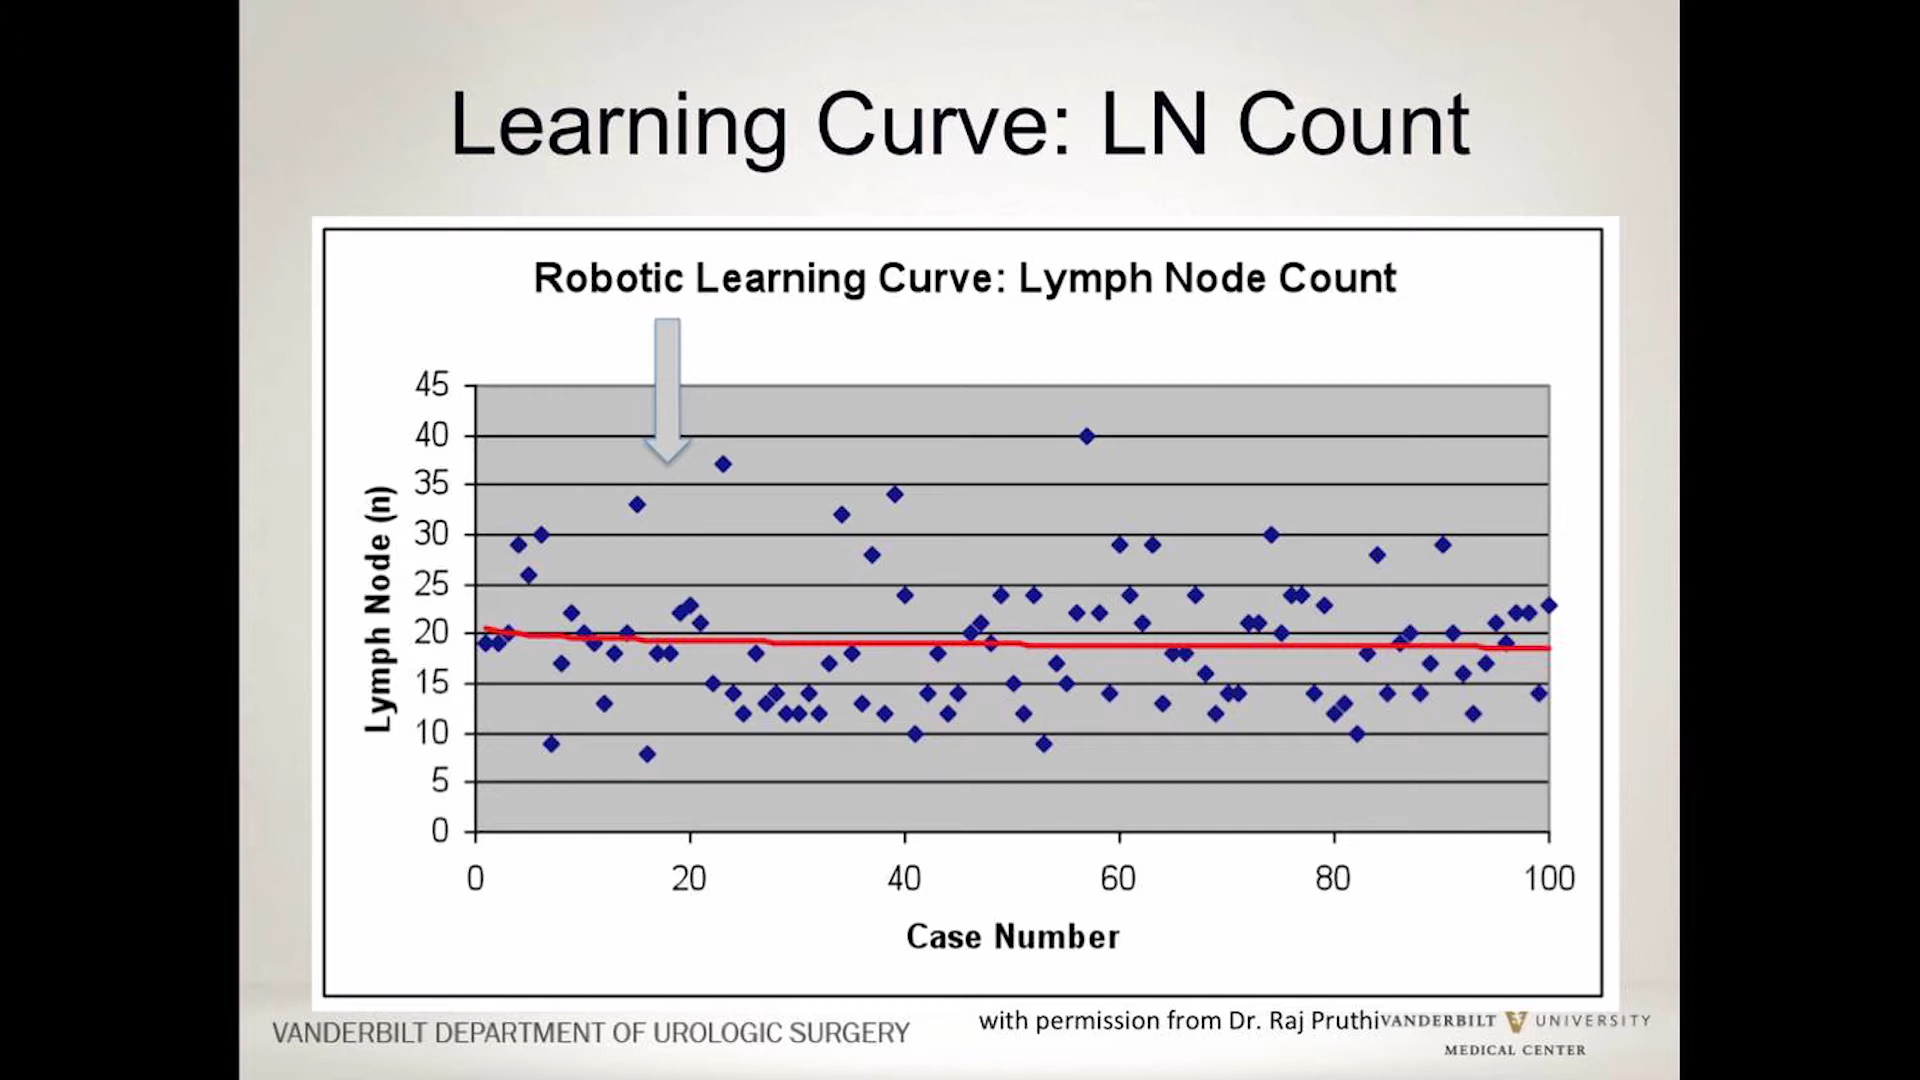 Learning Curve: LN Count
Robotic Learning Curve: Lymph Node Count
45
40
35
30
25
20
15
10
5
0
Lymph Node (n)
0 20 40 60 80 100
Case Number
VANDERBILT DEPARTMENT OF UROLOGIC SURGERY
with permission from Dr. Raj Pruthi
VANDERBILT V UNIVERSITY
MEDICAL CENTER